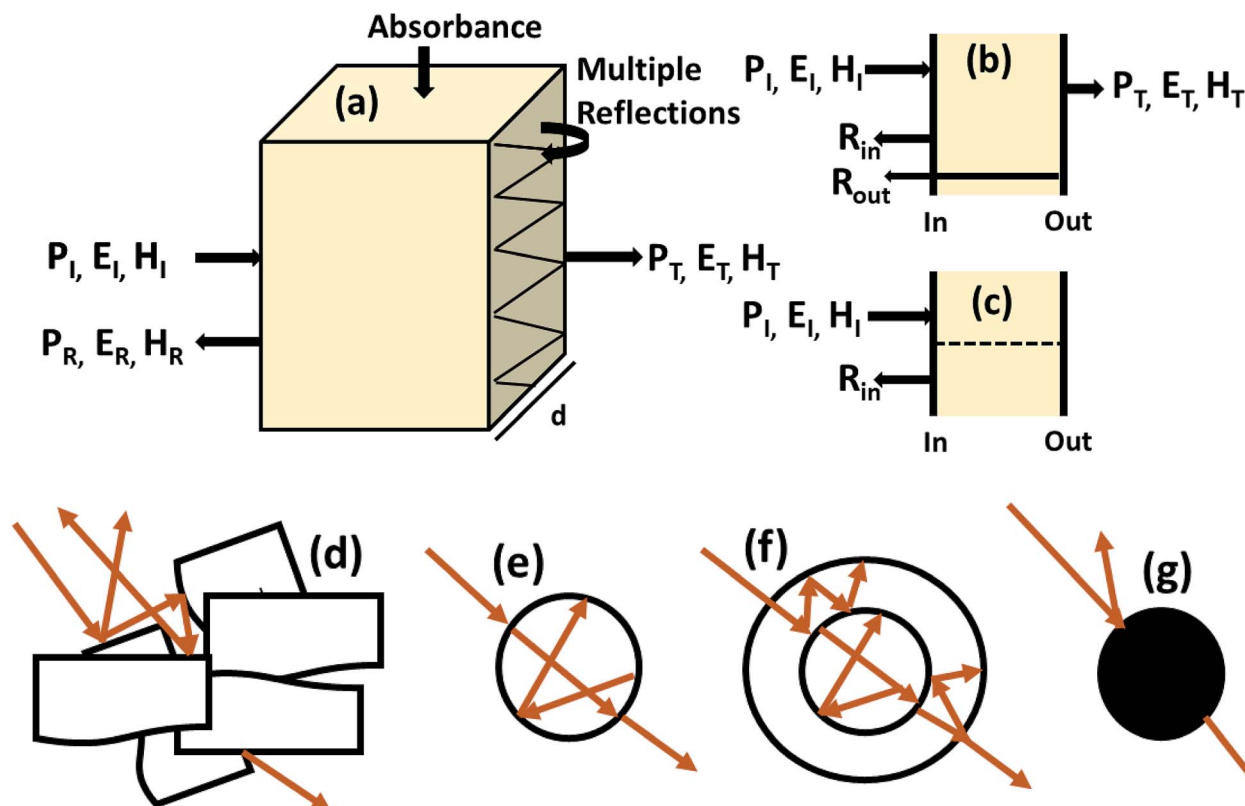 Absorbance
(a)
Multiple
Reflections
P_I, E_I, H_I
P_R, E_R, H_R
P_T, E_T, H_T
d
(b)
P_I, E_I, H_I
P_T, E_T, H_T
R_in
R_out
In Out
(c)
P_I, E_I, H_I
R_in
In Out
(d)
(e)
(f)
(g)